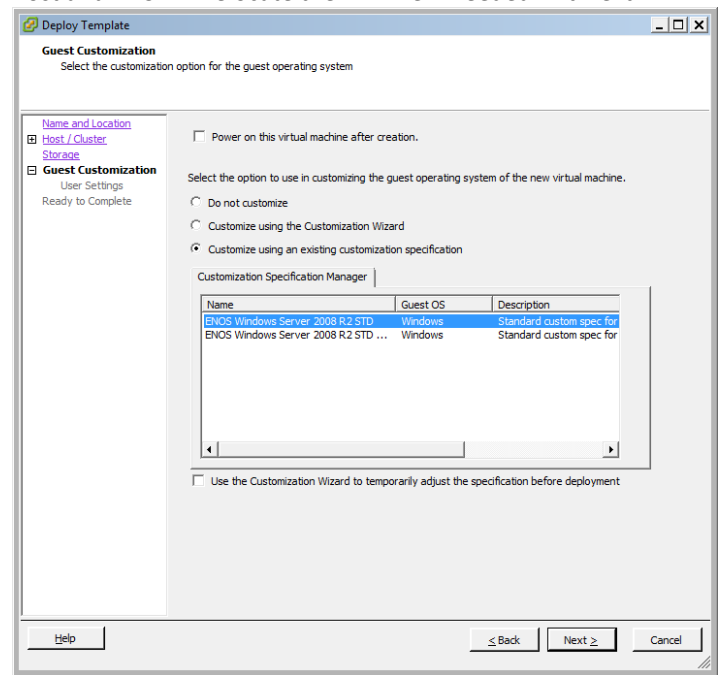 Deploy Template
Guest Customization
Select the customization option for the guest operating system
Name and Location
Host / Cluster
Storage
Guest Customization
User Settings
Ready to Complete
Power on this virtual machine after creation.
Select the option to use in customizing the guest operating system of the new virtual machine.
Do not customize
Customize using the Customization Wizard
Customize using an existing customization specification
Customization Specification Manager
Name Guest OS Description
ENOS Windows Server 2008 R2 STD Windows Standard custom spec for
ENOS Windows Server 2008 R2 STD ... Windows Standard custom spec for
Use the Customization Wizard to temporarily adjust the specification before deployment
Help ≤ Back Next ≥ Cancel